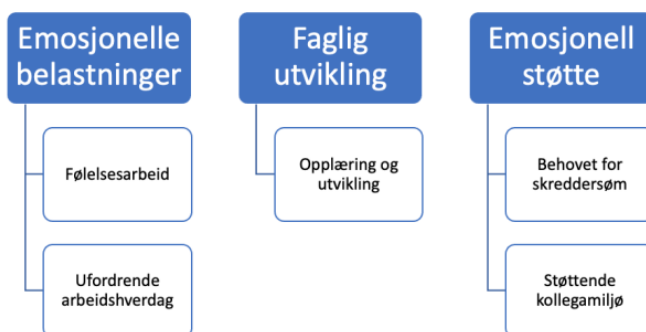 Emosjonelle
belastninger
Følelsesarbeid
Ufordrende
arbeidshverdag
Faglig
utvikling
Opplæring og
utvikling
Emosjonell
støtte
Behovet for
skreddersøm
Støttende
kollegamiljø